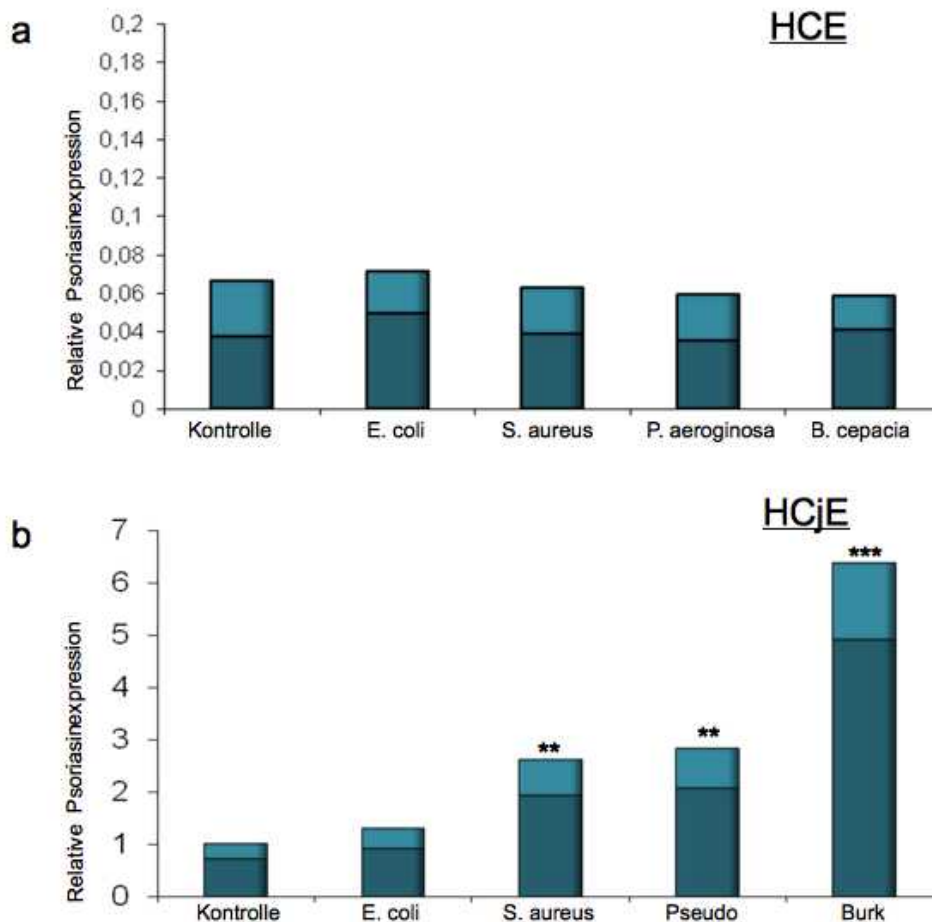 a
HCE
Relative Psoriasinexpression
0,2
0,18
0,16
0,14
0,12
0,1
0,08
0,06
0,04
0,02
0
Kontrolle E. coli S. aureus P. aeroginosa B. cepacia
b
HCjE
Relative Psoriasinexpression
7
6
5
4
3
2
1
0
** ** ***
Kontrolle E. coli S. aureus Pseudo Burk